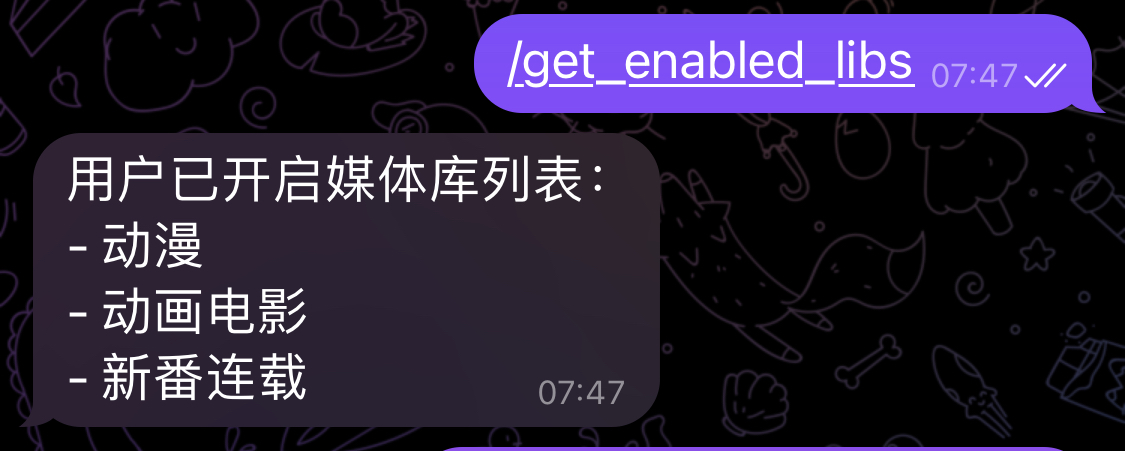 /get_enabled_libs 07:47
用户已开启媒体库列表：
- 动漫
- 动画电影
- 新番连载
07:47